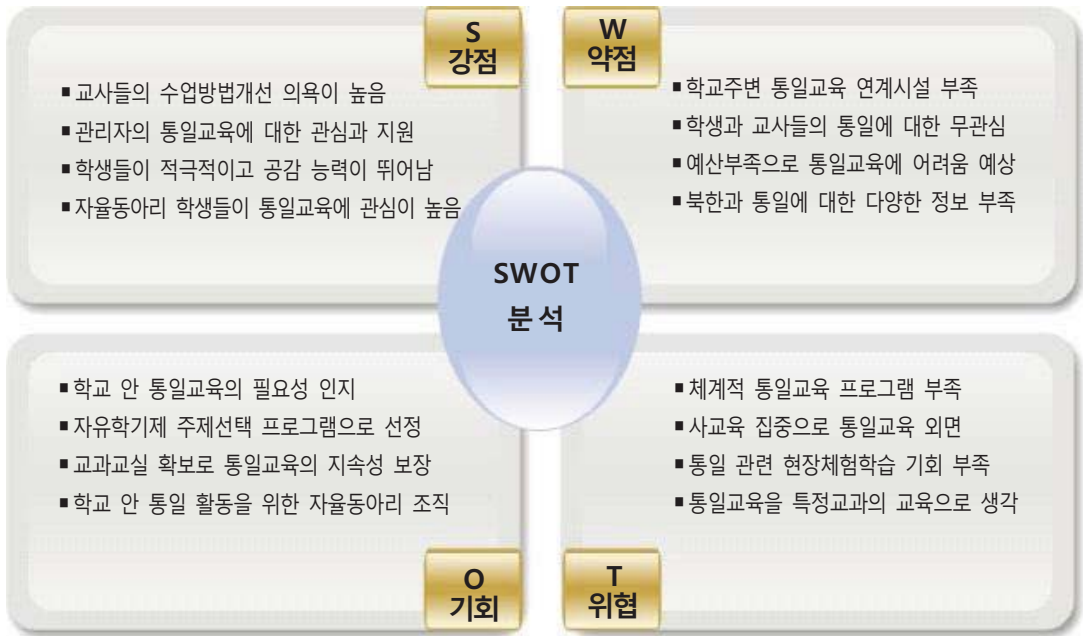 S
강점
▪교사들의 수업방법개선 의욕이 높음
▪관리자의 통일교육에 대한 관심과 지원
▪학생들이 적극적이고 공감 능력이 뛰어남
▪자율동아리 학생들이 통일교육에 관심이 높음
W
약점
▪학교주변 통일교육 연계시설 부족
▪학생과 교사들의 통일에 대한 무관심
▪예산부족으로 통일교육에 어려움 예상
▪북한과 통일에 대한 다양한 정보 부족
SWOT
분석
▪학교 안 통일교육의 필요성 인지
▪자유학기제 주제선택 프로그램으로 선정
▪교과교실 확보로 통일교육의 지속성 보장
▪학교 안 통일 활동을 위한 자율동아리 조직
O
기회
▪체계적 통일교육 프로그램 부족
▪사교육 집중으로 통일교육 외면
▪통일 관련 현장체험학습 기회 부족
▪통일교육을 특정교과의 교육으로 생각
T
위협